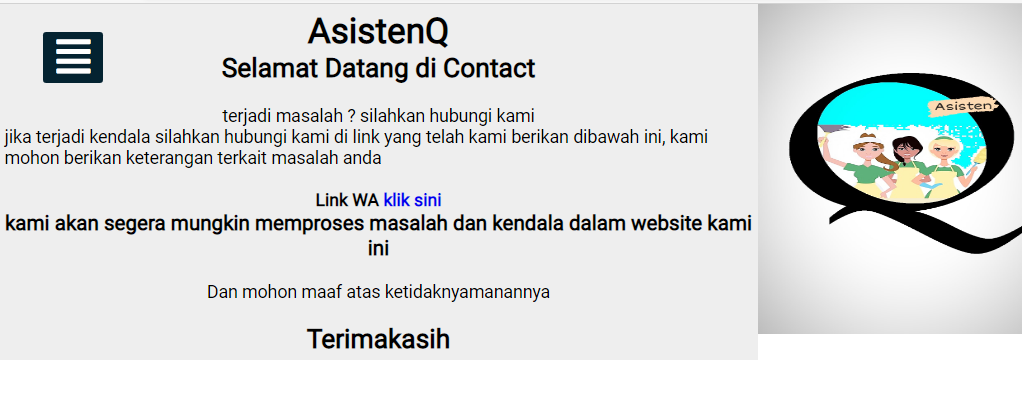 AsistenQ
Selamat Datang di Contact
terjadi masalah ? silahkan hubungi kami
jika terjadi kendala silahkan hubungi kami di link yang telah kami berikan dibawah ini, kami
mohon berikan keterangan terkait masalah anda
Link WA klik sini
kami akan segera mungkin memproses masalah dan kendala dalam website kami
ini
Dan mohon maaf atas ketidaknyamanannya
Terimakasih
Asisten